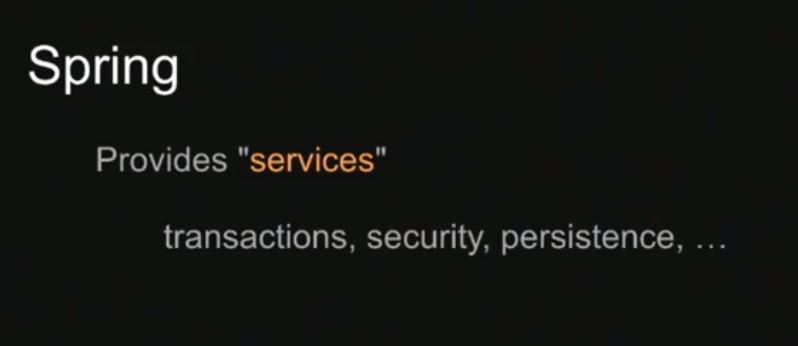 Spring
Provides "services"
transactions, security, persistence, …